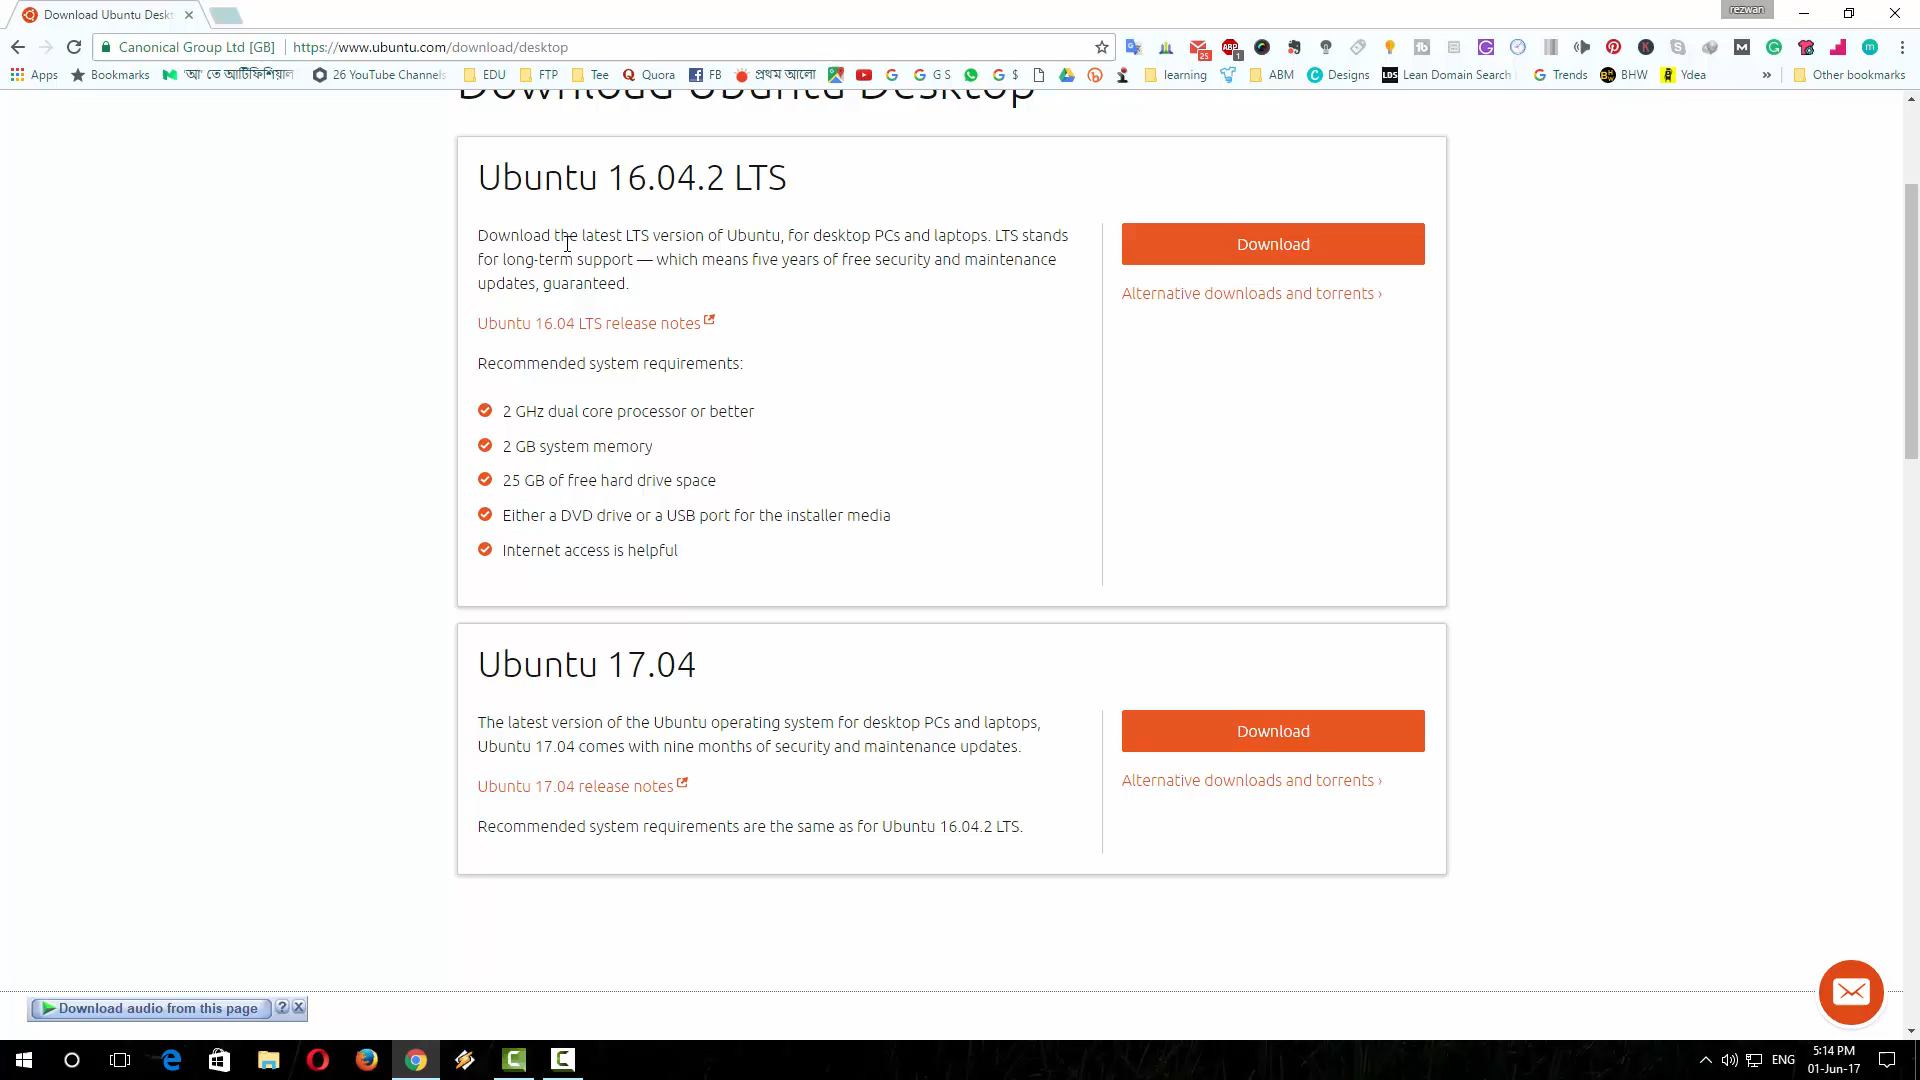 Download Ubuntu Deskt
rezwan
Canonical Group Ltd [GB] https://www.ubuntu.com/download/desktop
25
ABP
1
Apps Bookmarks 'আ' তে আর্টিফিশিয়াল 26 YouTube Channels EDU FTP Tee Quora FB প্রথম আলো G S G $ learning ABM Designs LDS Lean Domain Search Trends BHW Ydea » Other bookmarks
Download Ubuntu Desktop
Ubuntu 16.04.2 LTS
Download the latest LTS version of Ubuntu, for desktop PCs and laptops. LTS stands
for long-term support — which means five years of free security and maintenance
updates, guaranteed.
Download
Alternative downloads and torrents ›
Ubuntu 16.04 LTS release notes
Recommended system requirements:
2 GHz dual core processor or better
2 GB system memory
25 GB of free hard drive space
Either a DVD drive or a USB port for the installer media
Internet access is helpful
Ubuntu 17.04
The latest version of the Ubuntu operating system for desktop PCs and laptops,
Ubuntu 17.04 comes with nine months of security and maintenance updates.
Download
Alternative downloads and torrents ›
Ubuntu 17.04 release notes
Recommended system requirements are the same as for Ubuntu 16.04.2 LTS.
Download audio from this page
ENG
5:14 PM
01-Jun-17